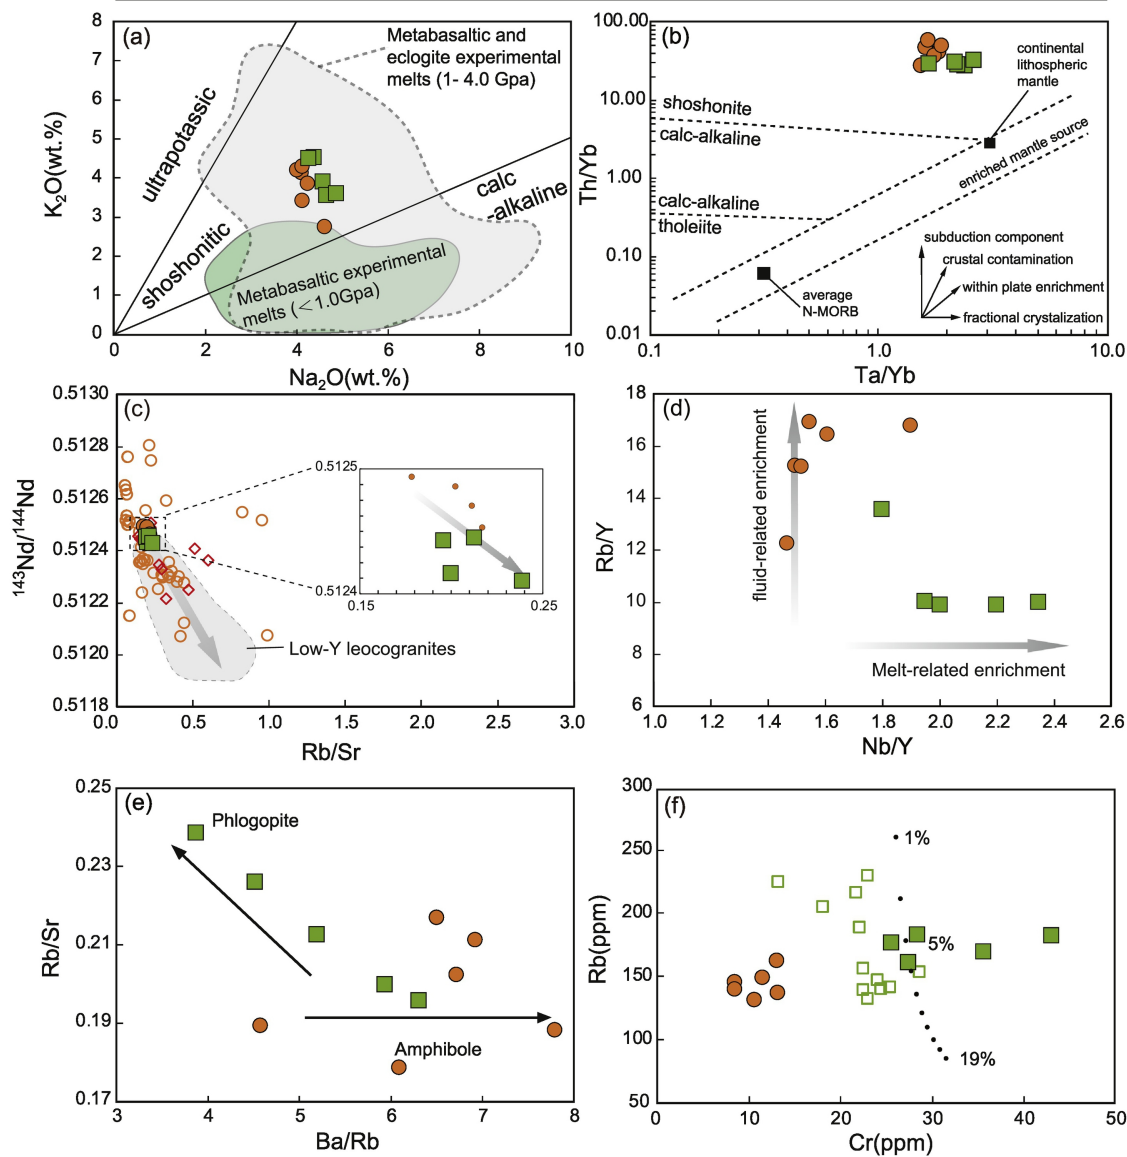 (a)
8
7
6
5
4
3
2
1
0
K₂O(wt.%)
ultrapotassic
shoshonitic
Metabasaltic and
eclogite experimental
melts (1- 4.0 Gpa)
calc
-alkaline
Metabasaltic experimental
melts (<1.0Gpa)
0
2
4
6
8
10
Na₂O(wt.%)
(b)
100.00
10.00
1.00
0.10
0.01
Th/Yb
shoshonite
calc-alkaline
calc-alkaline
tholeiite
continental
lithospheric
mantle
enriched mantle source
average
N-MORB
subduction component
crustal contamination
within plate enrichment
fractional crystalization
0.1
1.0
10.0
Ta/Yb
(c)
0.5130
0.5128
0.5126
0.5124
0.5122
0.5120
0.5118
¹⁴³Nd/¹⁴⁴Nd
0.5125
0.5124
0.15
0.25
Low-Y leocogranites
0.0
0.5
1.0
1.5
2.0
2.5
3.0
Rb/Sr
(d)
18
16
14
12
10
8
6
Rb/Y
fluid-related enrichment
Melt-related enrichment
1.0
1.2
1.4
1.6
1.8
2.0
2.2
2.4
2.6
Nb/Y
(e)
0.25
0.23
0.21
0.19
0.17
Rb/Sr
Phlogopite
Amphibole
3
4
5
6
7
8
Ba/Rb
(f)
300
250
200
150
100
50
Rb(ppm)
1%
5%
19%
0
10
20
30
40
50
Cr(ppm)